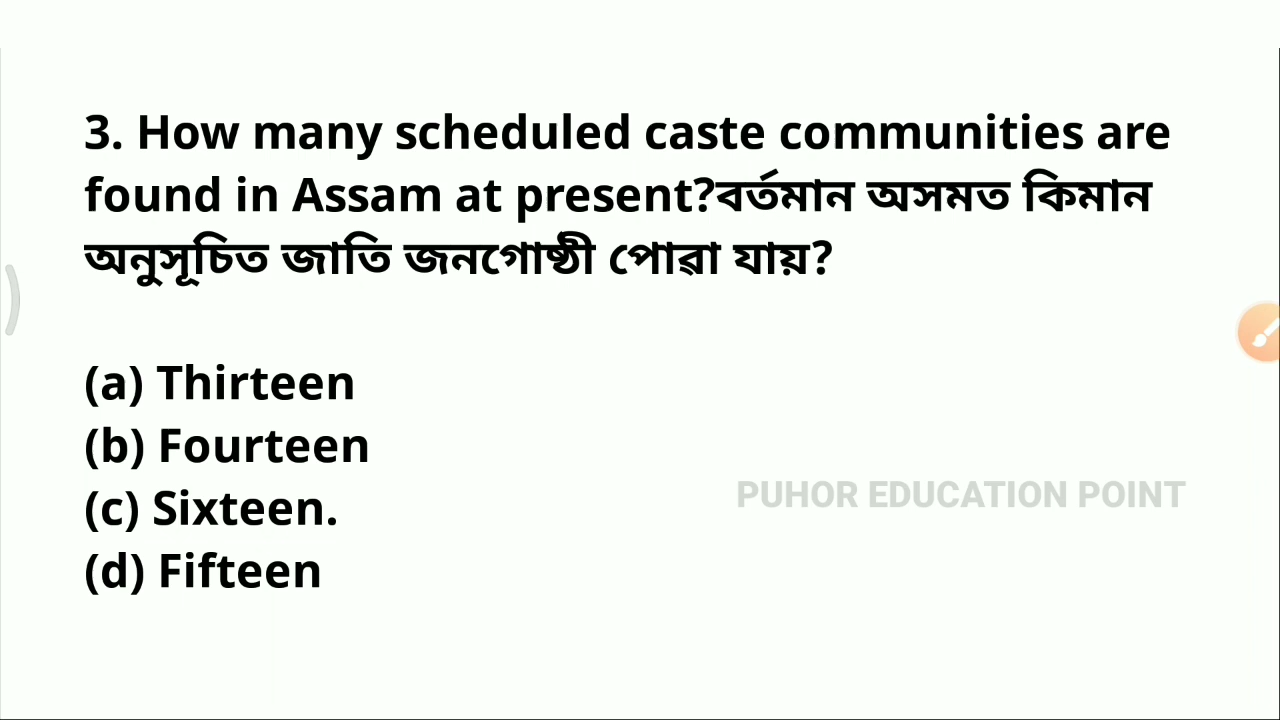 3. How many scheduled caste communities are
found in Assam at present?বৰ্তমান অসমত কিমান
অনুসূচিত জাতি জনগোষ্ঠী পোৱা যায়?
(a) Thirteen
(b) Fourteen
(c) Sixteen.
PUHOR EDUCATION POINT
(d) Fifteen